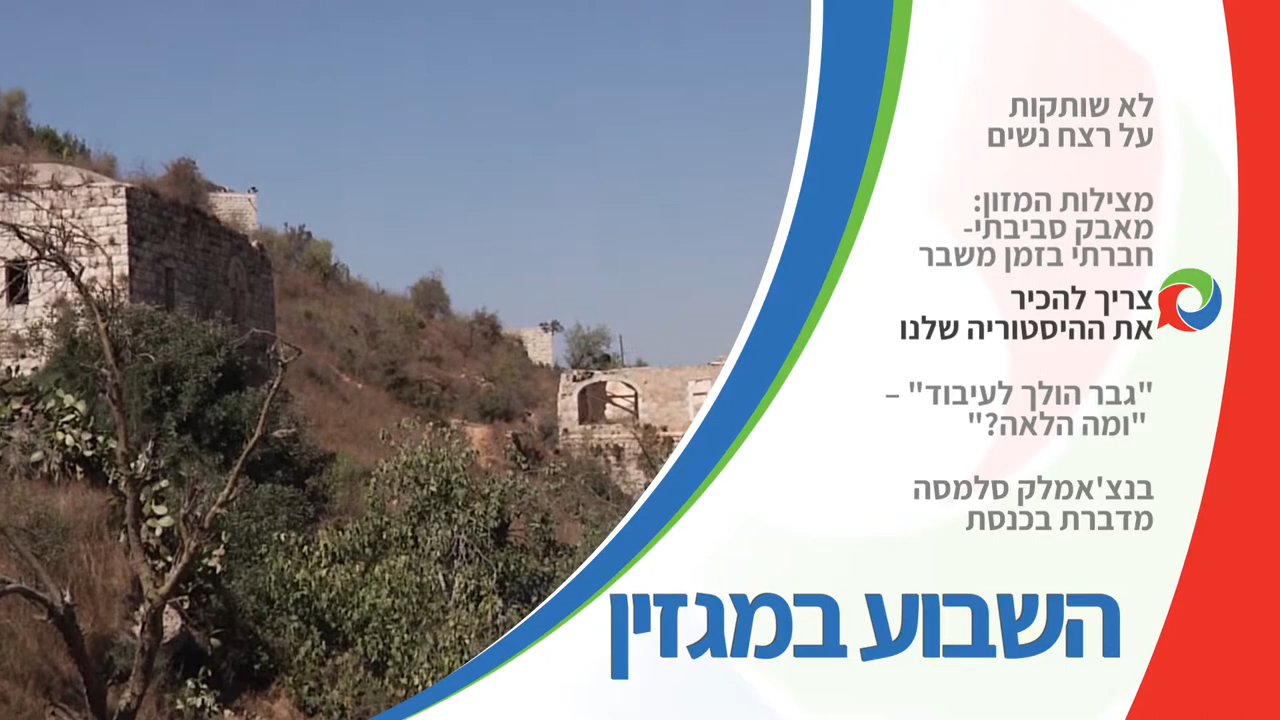 לא שותקות
על רצח נשים
מצילות המזון:
מאבק סביבתי-
חברתי בזמן משבר
צריך להכיר
את ההיסטוריה שלנו
"גבר הולך לעיבוד" –
"ומה הלאה?"
בנצ'אמלק סלמסה
מדברת בכנסת
השבוע במגזין